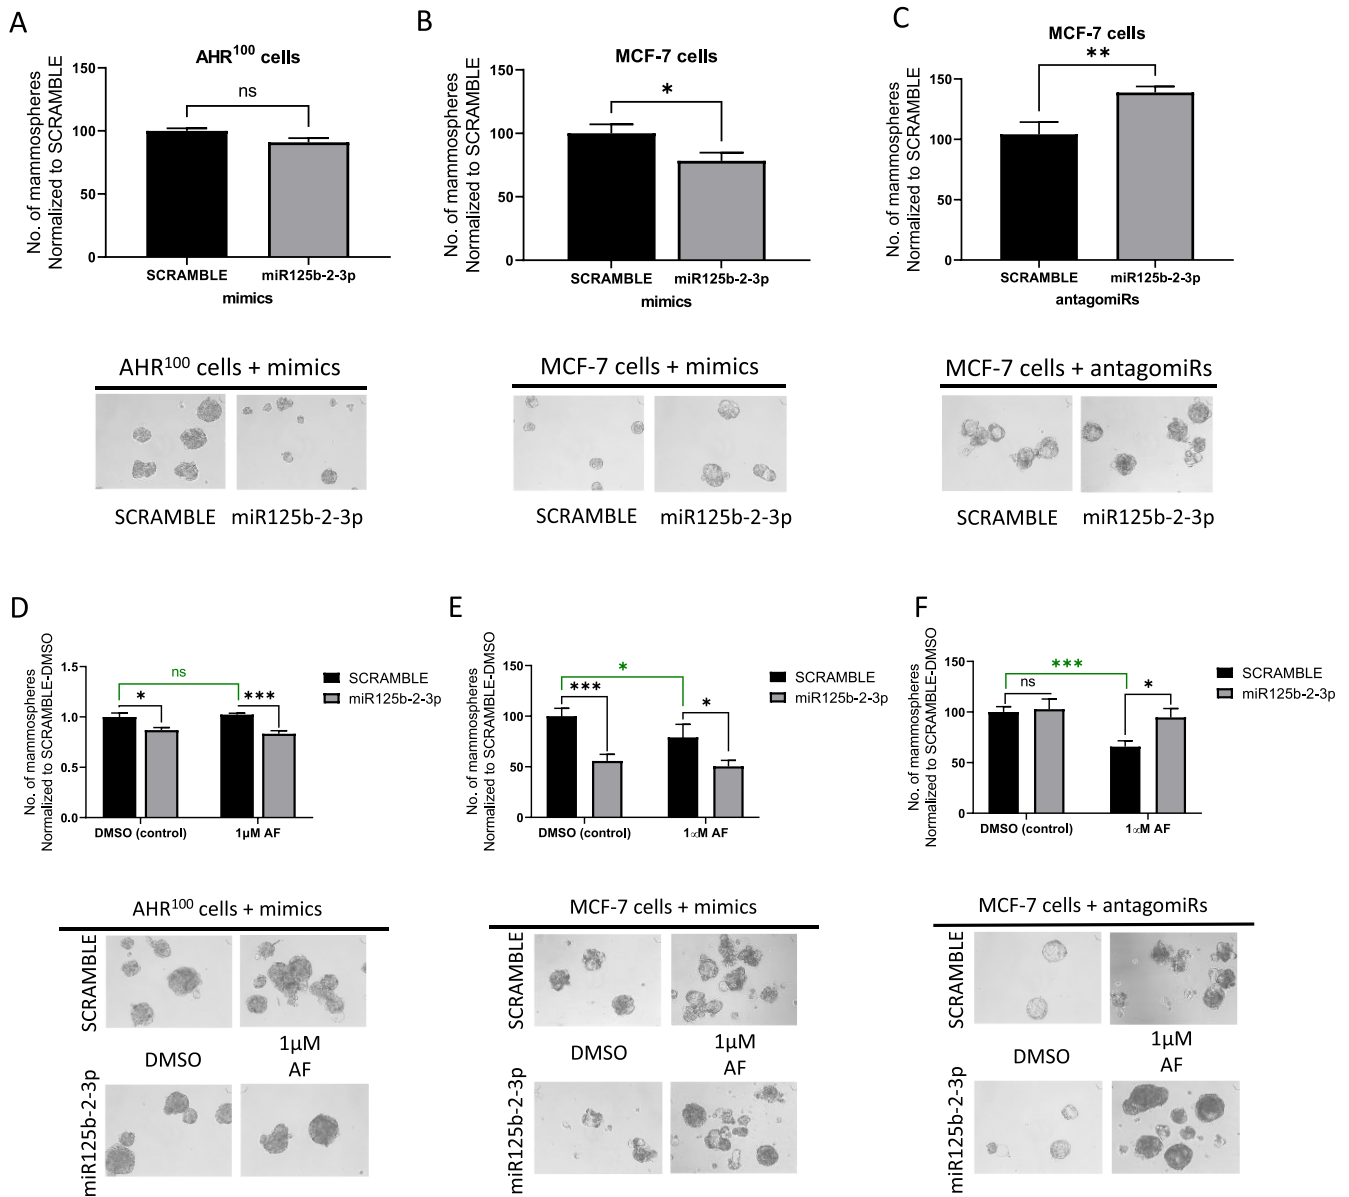 A
AHR¹⁰⁰ cells
No. of mammospheres
Normalized to SCRAMBLE
150
100
50
0
ns
SCRAMBLE
miR125b-2-3p
mimics
AHR¹⁰⁰ cells + mimics
SCRAMBLE
miR125b-2-3p
B
MCF-7 cells
No. of mammospheres
Normalized to SCRAMBLE
150
100
50
0
*
SCRAMBLE
miR125b-2-3p
mimics
MCF-7 cells + mimics
SCRAMBLE
miR125b-2-3p
C
MCF-7 cells
No. of mammospheres
Normalized to SCRAMBLE
150
100
50
0
**
SCRAMBLE
miR125b-2-3p
antagomiRs
MCF-7 cells + antagomiRs
SCRAMBLE
miR125b-2-3p
D
No. of mammospheres
Normalized to SCRAMBLE-DMSO
1.5
1.0
0.5
0.0
ns
*
***
SCRAMBLE
miR125b-2-3p
DMSO (control)
1µM AF
AHR¹⁰⁰ cells + mimics
SCRAMBLE
DMSO
1µM
AF
miR125b-2-3p
E
No. of mammospheres
Normalized to SCRAMBLE-DMSO
150
100
50
0
*
***
*
SCRAMBLE
miR125b-2-3p
DMSO (control)
1∝M AF
MCF-7 cells + mimics
SCRAMBLE
DMSO
1µM
AF
miR125b-2-3p
F
No. of mammospheres
Normalized to SCRAMBLE-DMSO
150
100
50
0
***
ns
*
SCRAMBLE
miR125b-2-3p
DMSO (control)
1∝M AF
MCF-7 cells + antagomiRs
SCRAMBLE
DMSO
1µM
AF
miR125b-2-3p